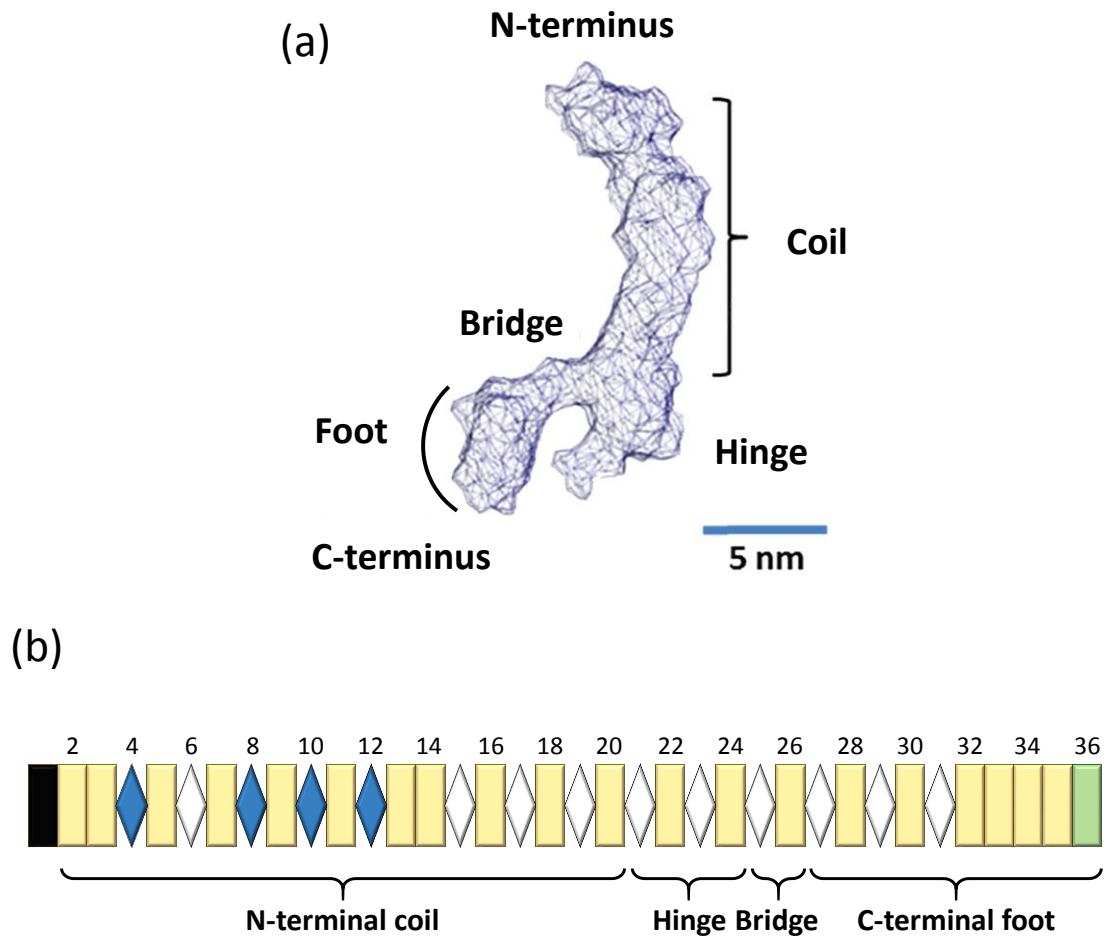 (a)
N-terminus
Coil
Bridge
Foot
Hinge
C-terminus
5 nm
(b)
2 4 6 8 10 12 14 16 18 20 22 24 26 28 30 32 34 36
N-terminal coil Hinge Bridge C-terminal foot